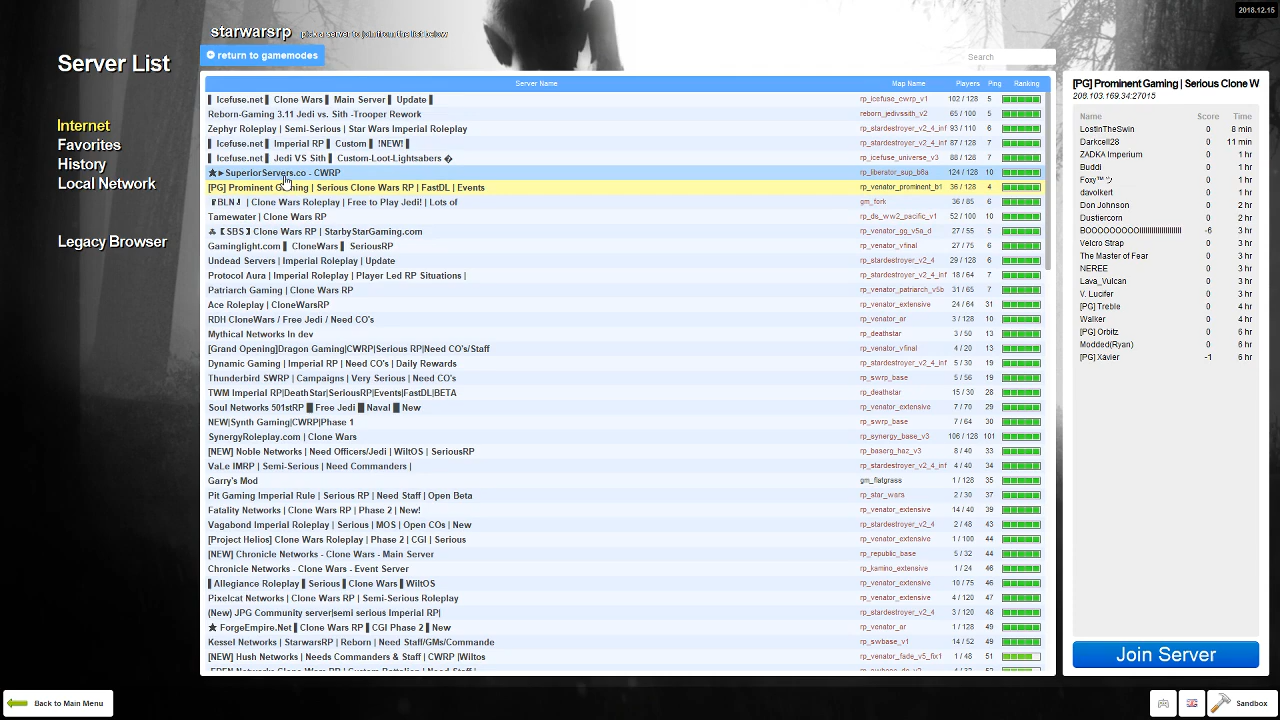 2018.12.15
starwarsrp pick a server to join from the list below
Server List
return to gamemodes
Search
Internet
Favorites
History
Local Network
Legacy Browser
Server Name Map Name Players Ping Ranking
▌ Icefuse.net ▌ Clone Wars ▌ Main Server ▌ Update ▌ rp_icefuse_cwrp_v1 102 / 128 5
Reborn-Gaming 3.11 Jedi vs. Sith -Trooper Rework reborn_jedivssith_v2 65 / 100 5
Zephyr Roleplay | Semi-Serious | Star Wars Imperial Roleplay rp_stardestroyer_v2_4_inf 93 / 110 6
▌ Icefuse.net ▌ Imperial RP ▌ Custom ▌ !NEW! ▌ rp_stardestroyer_v2_4_inf 87 / 128 7
▌ Icefuse.net ▌ Jedi VS Sith ▌ Custom-Loot-Lightsabers � rp_icefuse_universe_v3 88 / 128 7
★►SuperiorServers.co - CWRP rp_liberator_sup_b8a 124 / 128 10
[PG] Prominent Gaming | Serious Clone Wars RP | FastDL | Events rp_venator_prominent_b1 36 / 128 4
BLN | Clone Wars Roleplay | Free to Play Jedi! | Lots of gm_fork 36 / 85 6
Tamewater | Clone Wars RP rp_ds_ww2_pacific_v1 52 / 100 10
SBS Clone Wars RP | StarbyStarGaming.com rp_venator_gg_v5a_d 27 / 55 5
Gaminglight.com ▌ CloneWars ▌ SeriousRP rp_venator_vfinal 27 / 75 6
Undead Servers | Imperial Roleplay | Update rp_stardestroyer_v2_4 29 / 128 6
Protocol Aura | Imperial Roleplay | Player Led RP Situations | rp_stardestroyer_v2_4_inf 18 / 64 7
Patriarch Gaming | Clone Wars RP rp_venator_patriarch_v5b 31 / 65 7
Ace Roleplay | CloneWarsRP rp_venator_extensive 24 / 64 31
RDH CloneWars / Free Jedi / Need CO's rp_venator_ar 3 / 128 10
Mythical Networks In dev rp_deathstar 3 / 50 13
[Grand Opening]DragonGaming|CWRP|Serious RP|Need CO's/Staff rp_venator_vfinal 4 / 20 13
Dynamic Gaming | ImperialRP | Need CO's | Daily Rewards rp_stardestroyer_v2_4_inf 5 / 30 19
Thunderbird SWRP | Campaigns | Very Serious | Need CO's rp_swrp_base 5 / 56 19
TWM Imperial RP|DeathStar|SeriousRP|Events|FastDL|BETA rp_deathstar 15 / 30 28
Soul Networks 501stRP █ Free Jedi █ Naval █ New rp_venator_extensive 7 / 70 29
NEW|Synth Gaming|CWRP|Phase 1 rp_swrp_base 7 / 64 30
SynergyRoleplay.com | Clone Wars rp_synergy_base_v3 106 / 128 101
[NEW] Noble Networks | Need Officers/Jedi | WiltOS | SeriousRP rp_baserg_haz_v3 8 / 40 33
VaLe IMRP | Semi-Serious | Need Commanders | rp_stardestroyer_v2_4_inf 4 / 40 34
Garry's Mod gm_flatgrass 1 / 128 35
Pit Gaming Imperial Rule | Serious RP | Need Staff | Open Beta rp_star_wars 2 / 30 37
Fatality Networks | Clone Wars RP | Phase 2 | New! rp_venator_extensive 14 / 40 39
Vagabond Imperial Roleplay | Serious | MOS | Open COs | New rp_stardestroyer_v2_4 2 / 48 43
[Project Helios] Clone Wars Roleplay | Phase 2 | CGI | Serious rp_venator_extensive 1 / 100 44
[NEW] Chronicle Networks - Clone Wars - Main Server rp_republic_base 5 / 32 44
Chronicle Networks - Clone Wars - Event Server rp_kamino_extensive 1 / 24 46
▌Allegiance Roleplay ▌Serious ▌Clone Wars ▌WiltOS rp_venator_extensive 10 / 75 46
Pixelcat Networks | Clone Wars RP | Semi-Serious Roleplay rp_venator_extensive 4 / 120 47
(New) JPG Community server|semi serious Imperial RP| rp_stardestroyer_v2_4 3 / 120 48
★ ForgeEmpire.Net ▌Clone Wars RP ▌CGI Phase 2 ▌New rp_venator_ar 1 / 128 49
Kessel Networks | StarwarsRP | Reborn | Need Staff/GMs/Commande rp_swbase_v1 14 / 52 49
[NEW] Hush Networks | Need Commanders & Staff | CWRP |Wiltos rp_venator_fade_v5_fix1 1 / 48 51
[PG] Prominent Gaming | Serious Clone W
208.103.169.34:27015
Name Score Time
LostinTheSwin 0 8 min
Darkcell28 0 11 min
ZADKA Imperium 0 1 hr
Buddi 0 1 hr
Foxy™ 0 1 hr
davolkert 0 1 hr
Don Johnson 0 2 hr
Dustiercorn 0 2 hr
-6 3 hr
Velcro Strap 0 3 hr
The Master of Fear 0 3 hr
NEREE 0 3 hr
Lava_Vulcan 0 3 hr
V. Lucifer 0 3 hr
[PG] Treble 0 4 hr
Walker 0 4 hr
[PG] Orbitz 0 6 hr
Modded(Ryan) 0 6 hr
[PG] Xavier -1 6 hr
Join Server
Back to Main Menu
Sandbox